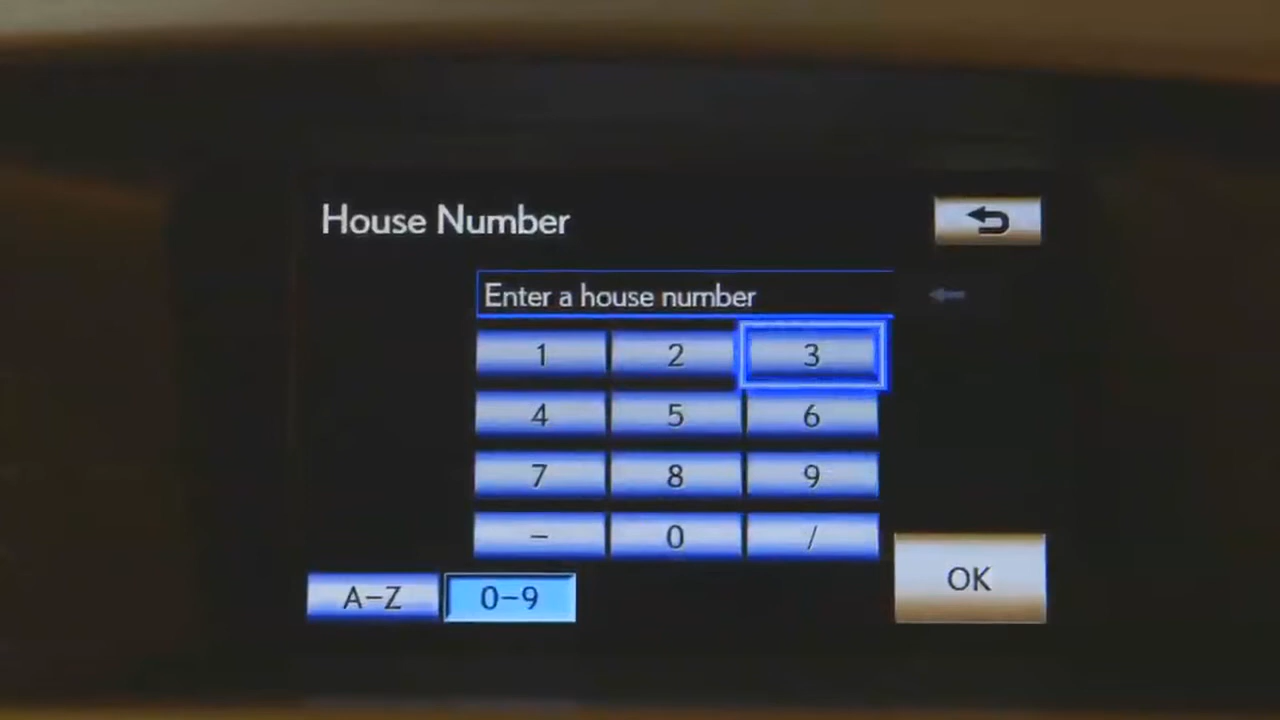 House Number
Enter a house number
1 2 3
4 5 6
7 8 9
– 0 /
OK
A–Z 0–9